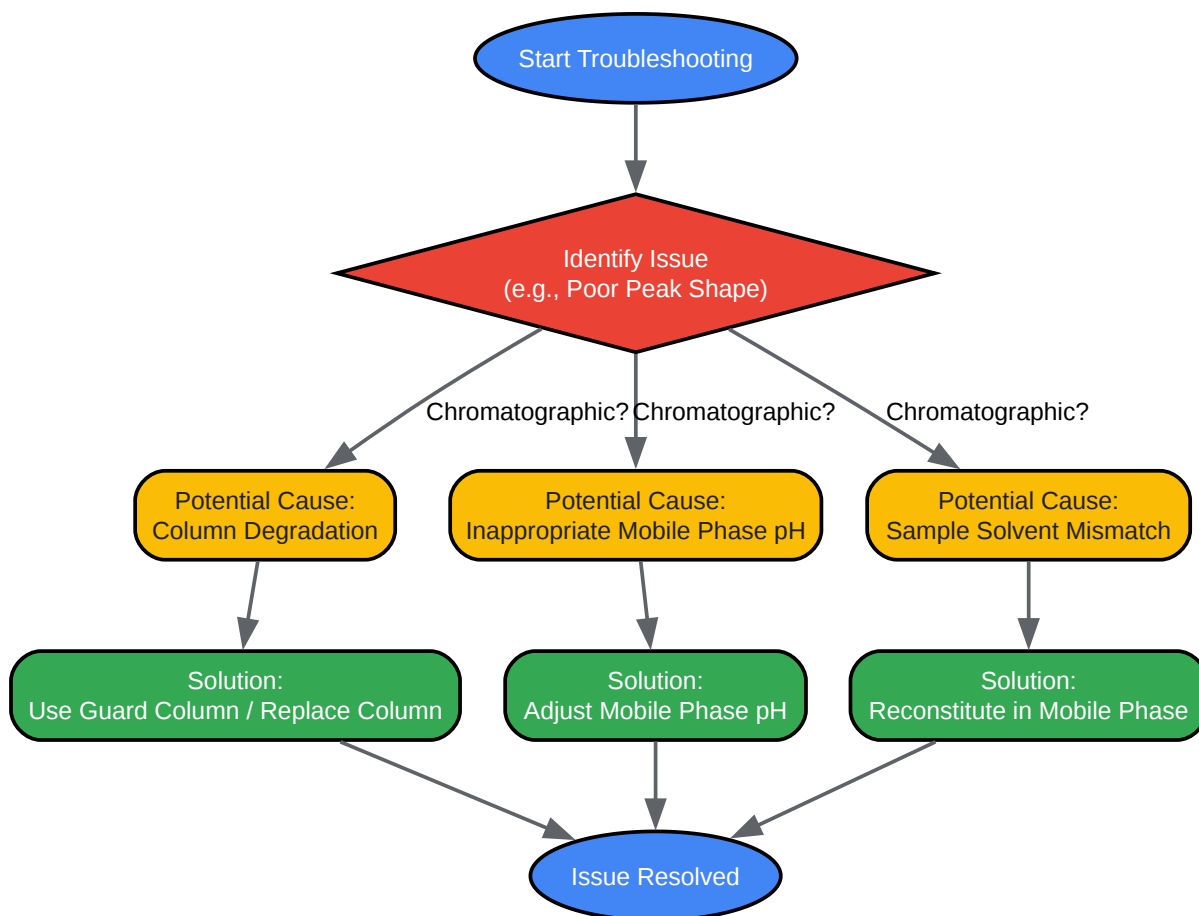 Start Troubleshooting
Identify Issue
(e.g., Poor Peak Shape)
Chromatographic?
Chromatographic?
Chromatographic?
Potential Cause:
Column Degradation
Potential Cause:
Inappropriate Mobile Phase pH
Potential Cause:
Sample Solvent Mismatch
Solution:
Use Guard Column / Replace Column
Solution:
Adjust Mobile Phase pH
Solution:
Reconstitute in Mobile Phase
Issue Resolved